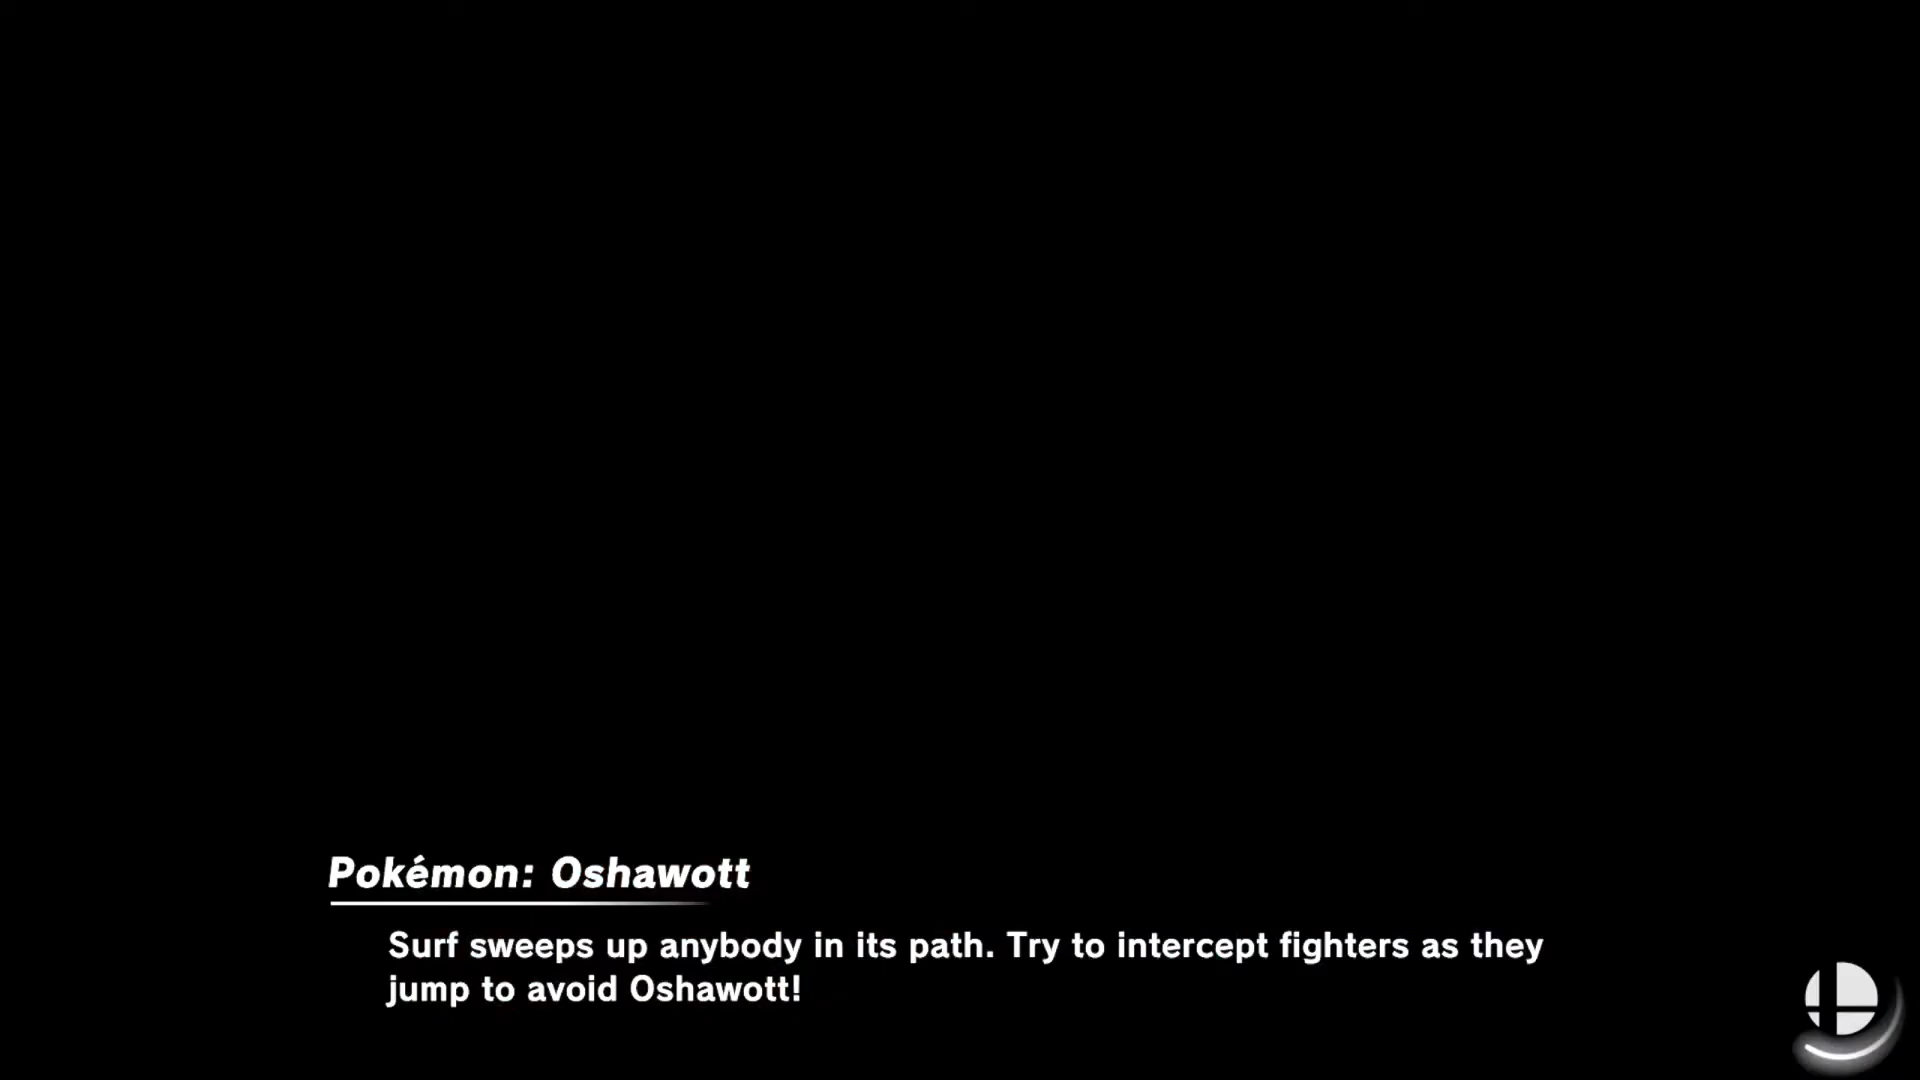 Pokémon: Oshawott
Surf sweeps up anybody in its path. Try to intercept fighters as they
jump to avoid Oshawott!